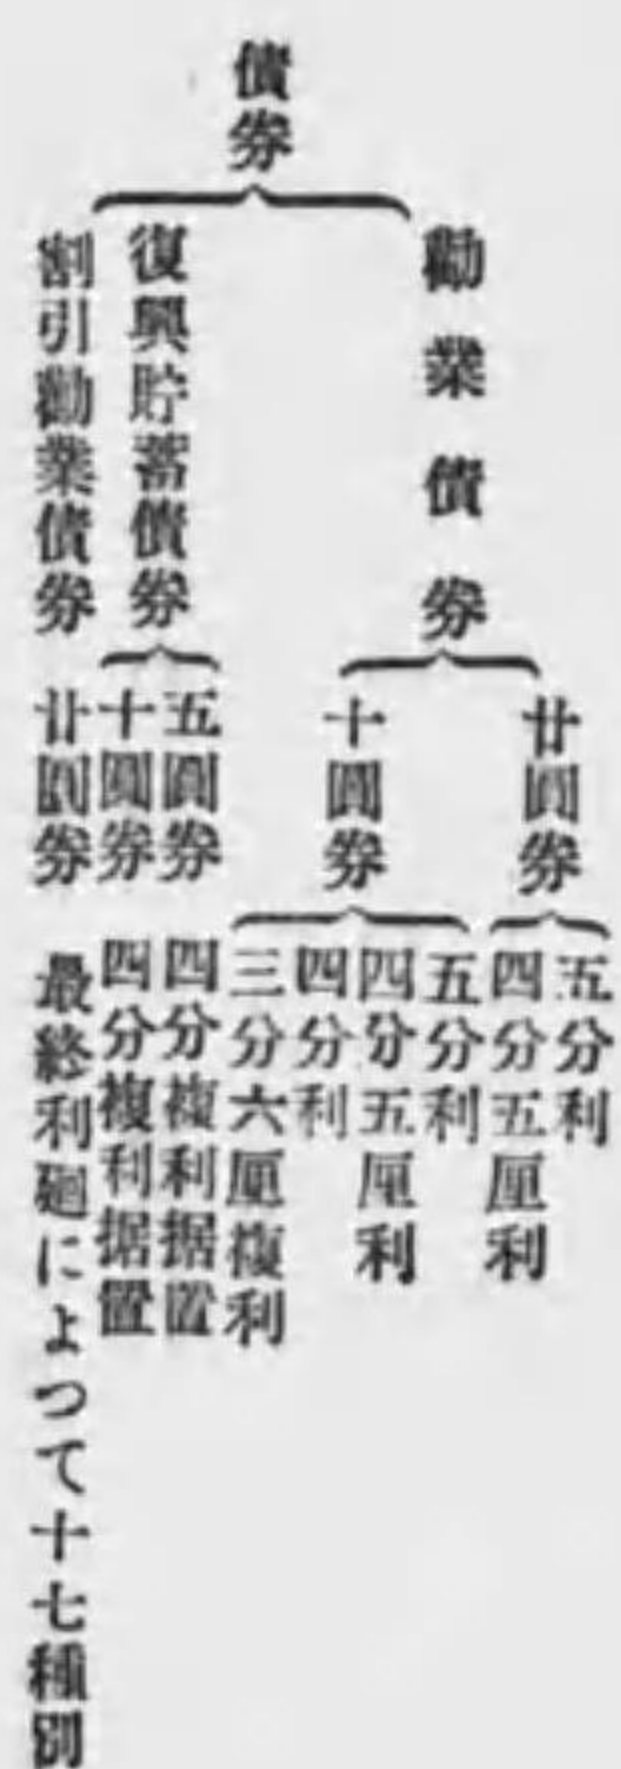 債券
勸業債券
廿圓券
五分利
四分五厘利
十圓券
五分利
四分五厘利
四分利
三分六厘複利
復興貯蓄債券
五圓券
四分複利据置
十圓券
四分複利据置
割引勸業債券
廿圓券
最終利廻によつて十七種別